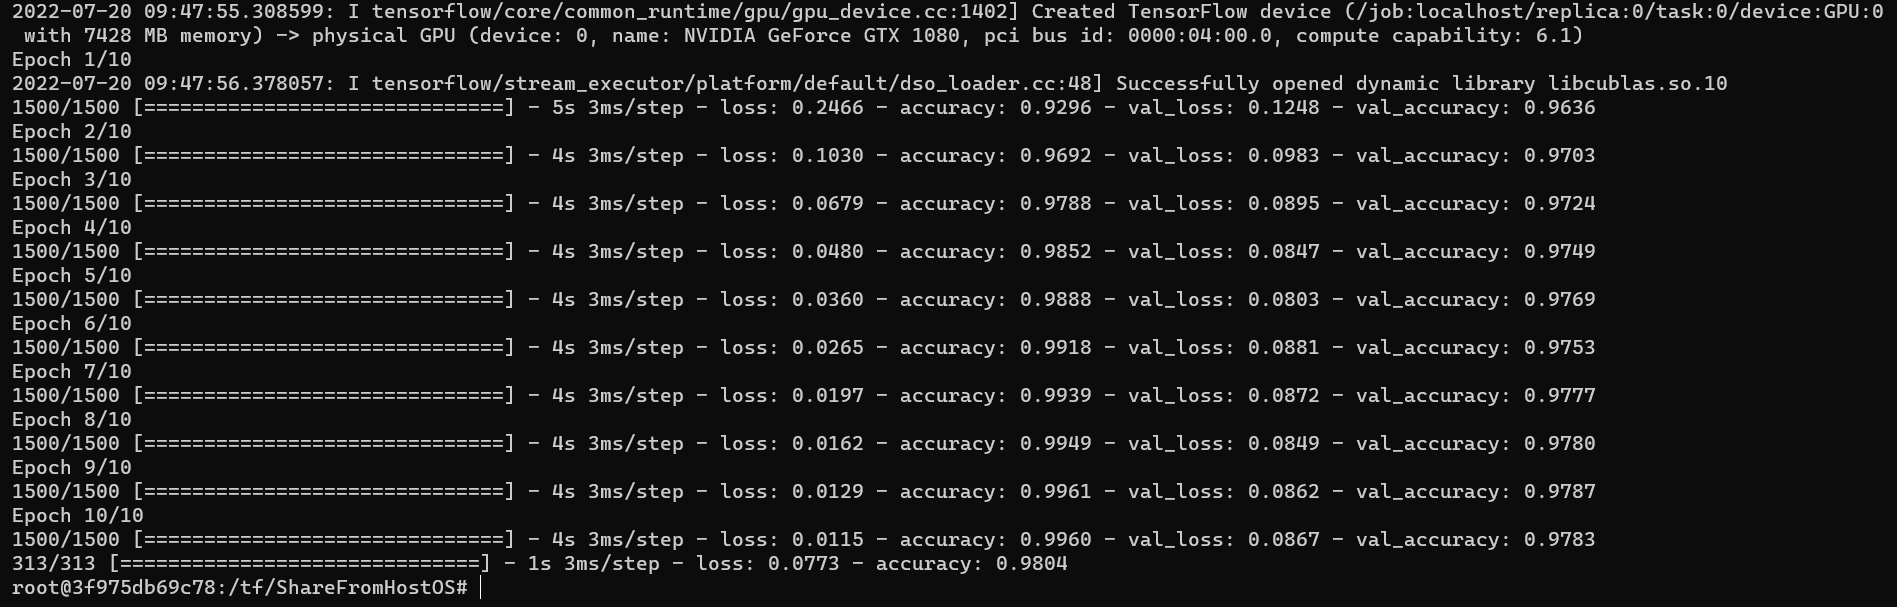 2022-07-20 09:47:55.308599: I tensorflow/core/common_runtime/gpu/gpu_device.cc:1402] Created TensorFlow device (/job:localhost/replica:0/task:0/device:GPU:0
 with 7428 MB memory) -> physical GPU (device: 0, name: NVIDIA GeForce GTX 1080, pci bus id: 0000:04:00.0, compute capability: 6.1)
Epoch 1/10
2022-07-20 09:47:56.378057: I tensorflow/stream_executor/platform/default/dso_loader.cc:48] Successfully opened dynamic library libcublas.so.10
1500/1500 [==============================] - 5s 3ms/step - loss: 0.2466 - accuracy: 0.9296 - val_loss: 0.1248 - val_accuracy: 0.9636
Epoch 2/10
1500/1500 [==============================] - 4s 3ms/step - loss: 0.1030 - accuracy: 0.9692 - val_loss: 0.0983 - val_accuracy: 0.9703
Epoch 3/10
1500/1500 [==============================] - 4s 3ms/step - loss: 0.0679 - accuracy: 0.9788 - val_loss: 0.0895 - val_accuracy: 0.9724
Epoch 4/10
1500/1500 [==============================] - 4s 3ms/step - loss: 0.0480 - accuracy: 0.9852 - val_loss: 0.0847 - val_accuracy: 0.9749
Epoch 5/10
1500/1500 [==============================] - 4s 3ms/step - loss: 0.0360 - accuracy: 0.9888 - val_loss: 0.0803 - val_accuracy: 0.9769
Epoch 6/10
1500/1500 [==============================] - 4s 3ms/step - loss: 0.0265 - accuracy: 0.9918 - val_loss: 0.0881 - val_accuracy: 0.9753
Epoch 7/10
1500/1500 [==============================] - 4s 3ms/step - loss: 0.0197 - accuracy: 0.9939 - val_loss: 0.0872 - val_accuracy: 0.9777
Epoch 8/10
1500/1500 [==============================] - 4s 3ms/step - loss: 0.0162 - accuracy: 0.9949 - val_loss: 0.0849 - val_accuracy: 0.9780
Epoch 9/10
1500/1500 [==============================] - 4s 3ms/step - loss: 0.0129 - accuracy: 0.9961 - val_loss: 0.0862 - val_accuracy: 0.9787
Epoch 10/10
1500/1500 [==============================] - 4s 3ms/step - loss: 0.0115 - accuracy: 0.9960 - val_loss: 0.0867 - val_accuracy: 0.9783
313/313 [==============================] - 1s 3ms/step - loss: 0.0773 - accuracy: 0.9804
root@3f975db69c78:/tf/ShareFromHostOS#